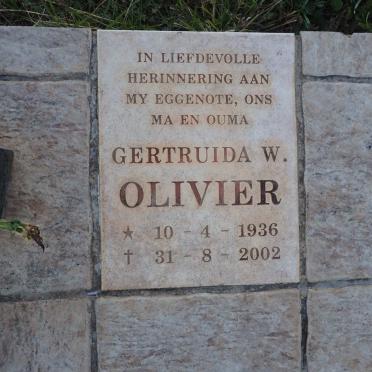 IN LIEFDEVOLLE
HERINNERING AAN
MY EGGENOTE, ONS
MA EN OUMA
GERTRUIDA W.
OLIVIER
★ 10 - 4 - 1936
† 31 - 8 - 2002